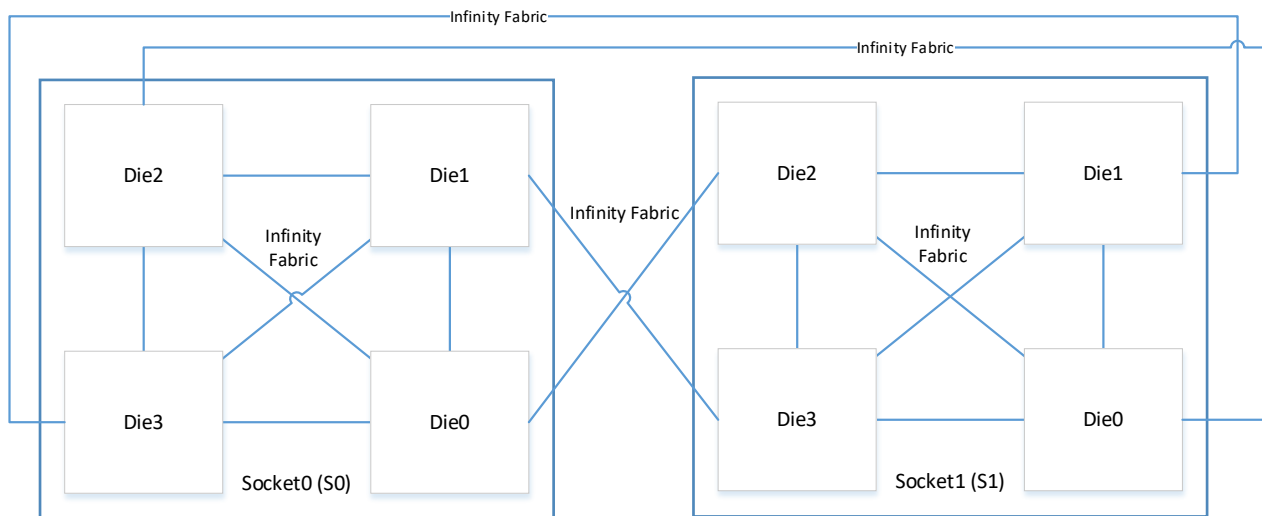 Infinity Fabric
Infinity Fabric
Die2
Die1
Infinity
Fabric
Die3
Die0
Socket0 (S0)
Infinity Fabric
Die2
Die1
Infinity
Fabric
Die3
Die0
Socket1 (S1)